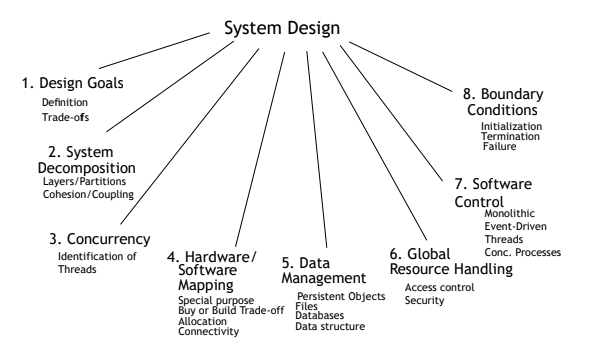 System Design
1. Design Goals
Definition
Trade-offs
2. System
Decomposition
Layers/Partitions
Cohesion/Coupling
3. Concurrency
Identification of
Threads
4. Hardware/
Software
Mapping
Special purpose
Buy or Build Trade-off
Allocation
Connectivity
5. Data
Management
Persistent Objects
Files
Databases
Data structure
6. Global
Resource Handling
Access control
Security
7. Software
Control
Monolithic
Event-Driven
Threads
Conc. Processes
8. Boundary
Conditions
Initialization
Termination
Failure